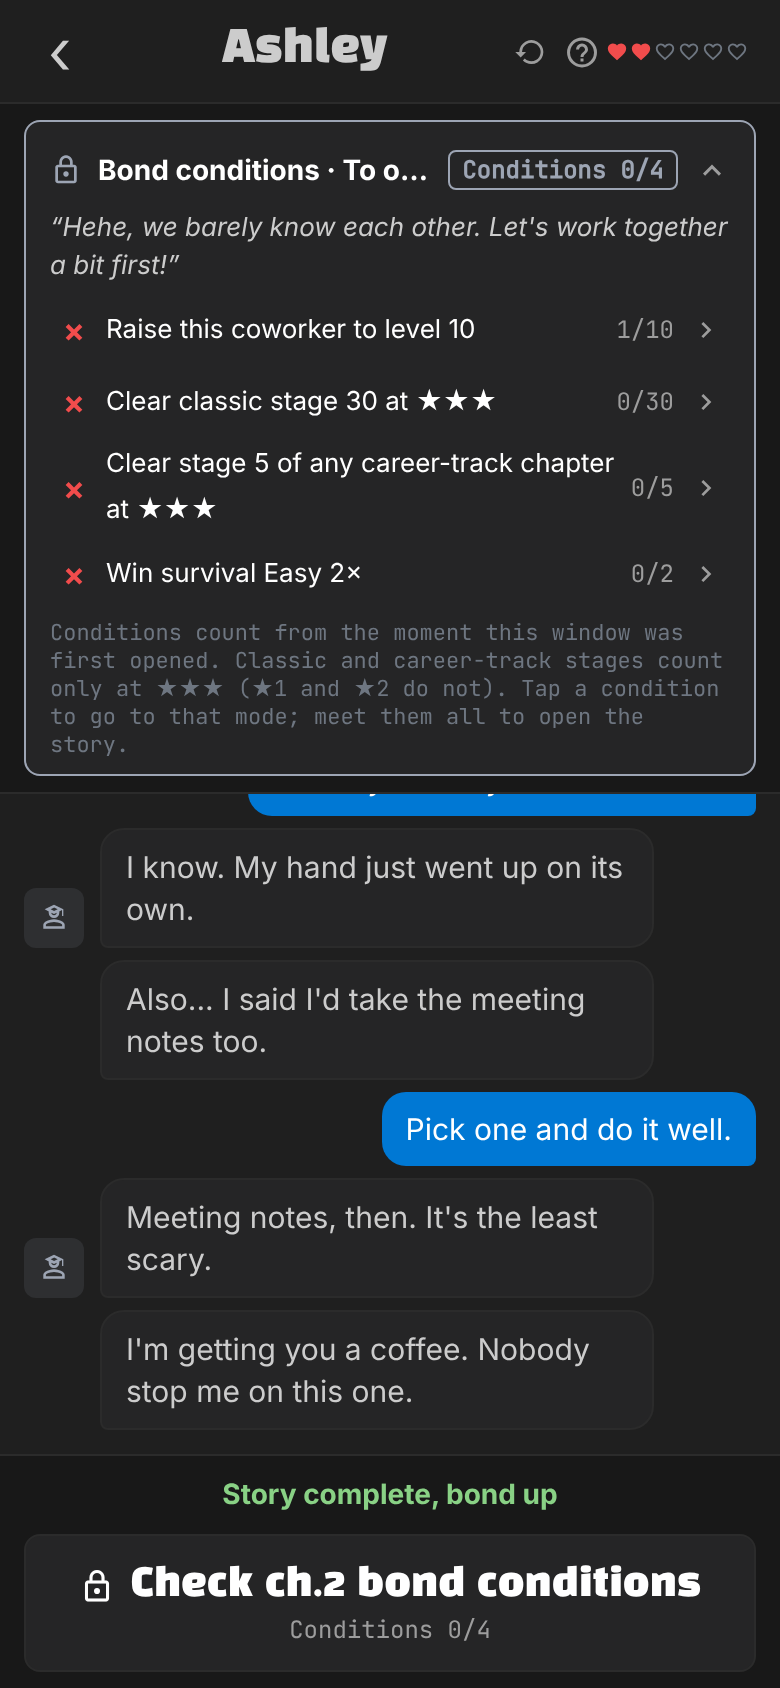 Ashley
Bond conditions · To o...
Conditions 0/4
“Hehe, we barely know each other. Let's work together
a bit first!”
Raise this coworker to level 10
1/10
Clear classic stage 30 at ★★★
0/30
Clear stage 5 of any career-track chapter
at ★★★
0/5
Win survival Easy 2×
0/2
Conditions count from the moment this window was
first opened. Classic and career-track stages count
only at ★★★ (★1 and ★2 do not). Tap a condition
to go to that mode; meet them all to open the
story.
I know. My hand just went up on its
own.
Also... I said I'd take the meeting
notes too.
Pick one and do it well.
Meeting notes, then. It's the least
scary.
I'm getting you a coffee. Nobody
stop me on this one.
Story complete, bond up
Check ch.2 bond conditions
Conditions 0/4